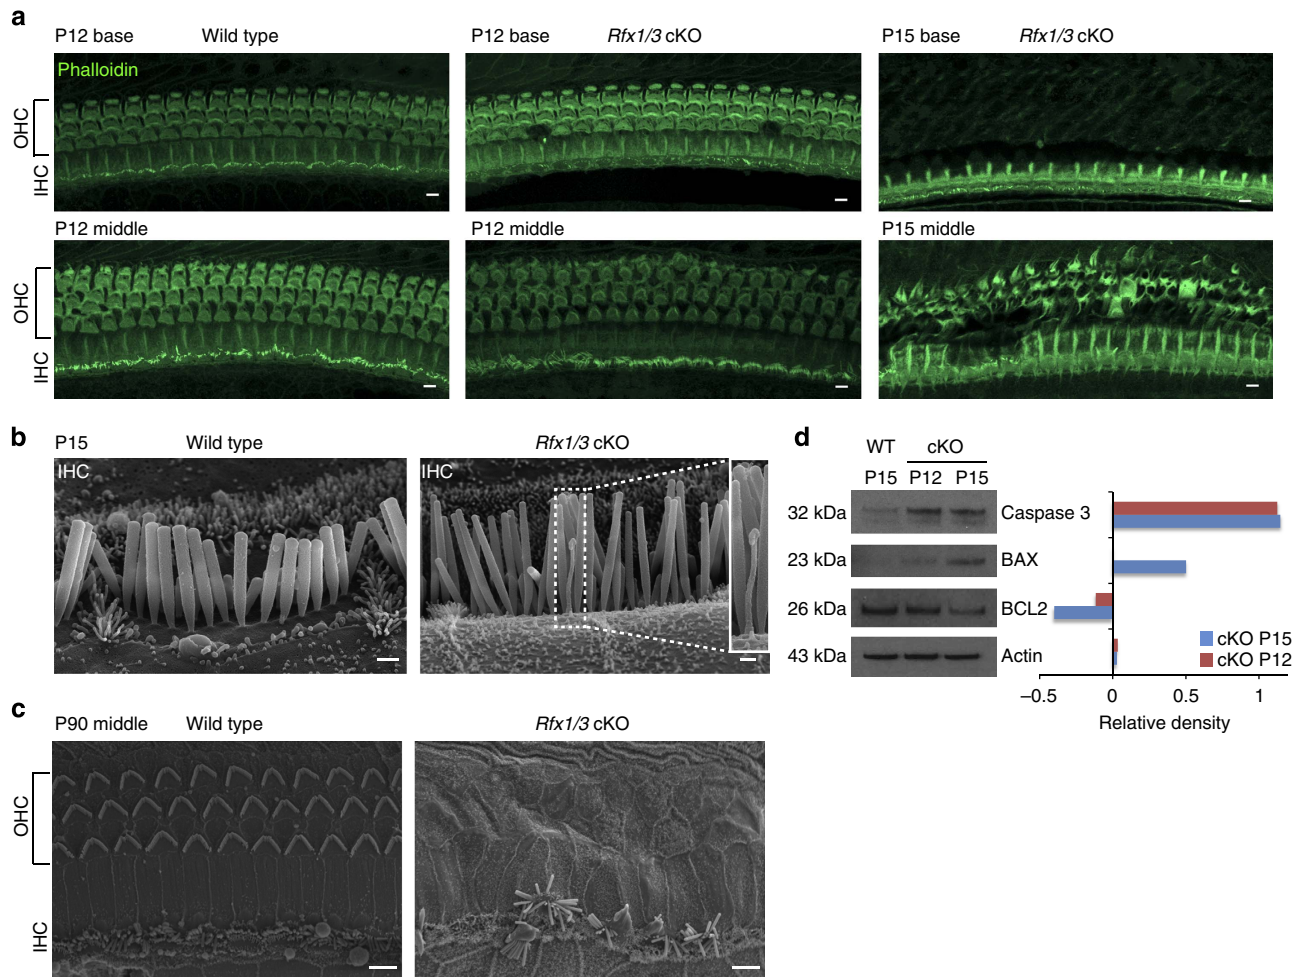 a
P12 base Wild type
P12 base Rfx1/3 cKO
P15 base Rfx1/3 cKO
Phalloidin
OHC
IHC
P12 middle
P12 middle
P15 middle
OHC
IHC
b
P15 Wild type
Rfx1/3 cKO
IHC
IHC
c
P90 middle Wild type
Rfx1/3 cKO
OHC
IHC
d
WT cKO
P15 P12 P15
32 kDa Caspase 3
23 kDa BAX
26 kDa BCL2
43 kDa Actin
cKO P15
cKO P12
–0.5 0 0.5 1
Relative density